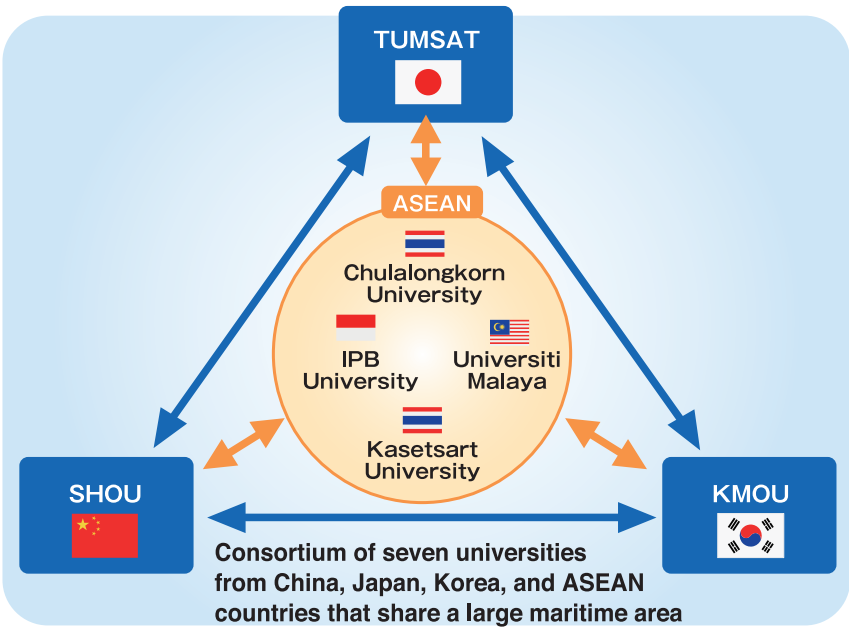 TUMSAT
ASEAN
Chulalongkorn
University
IPB
University
Universiti
Malaya
Kasetsart
University
SHOU
KMOU
Consortium of seven universities
from China, Japan, Korea, and ASEAN
countries that share a large maritime area